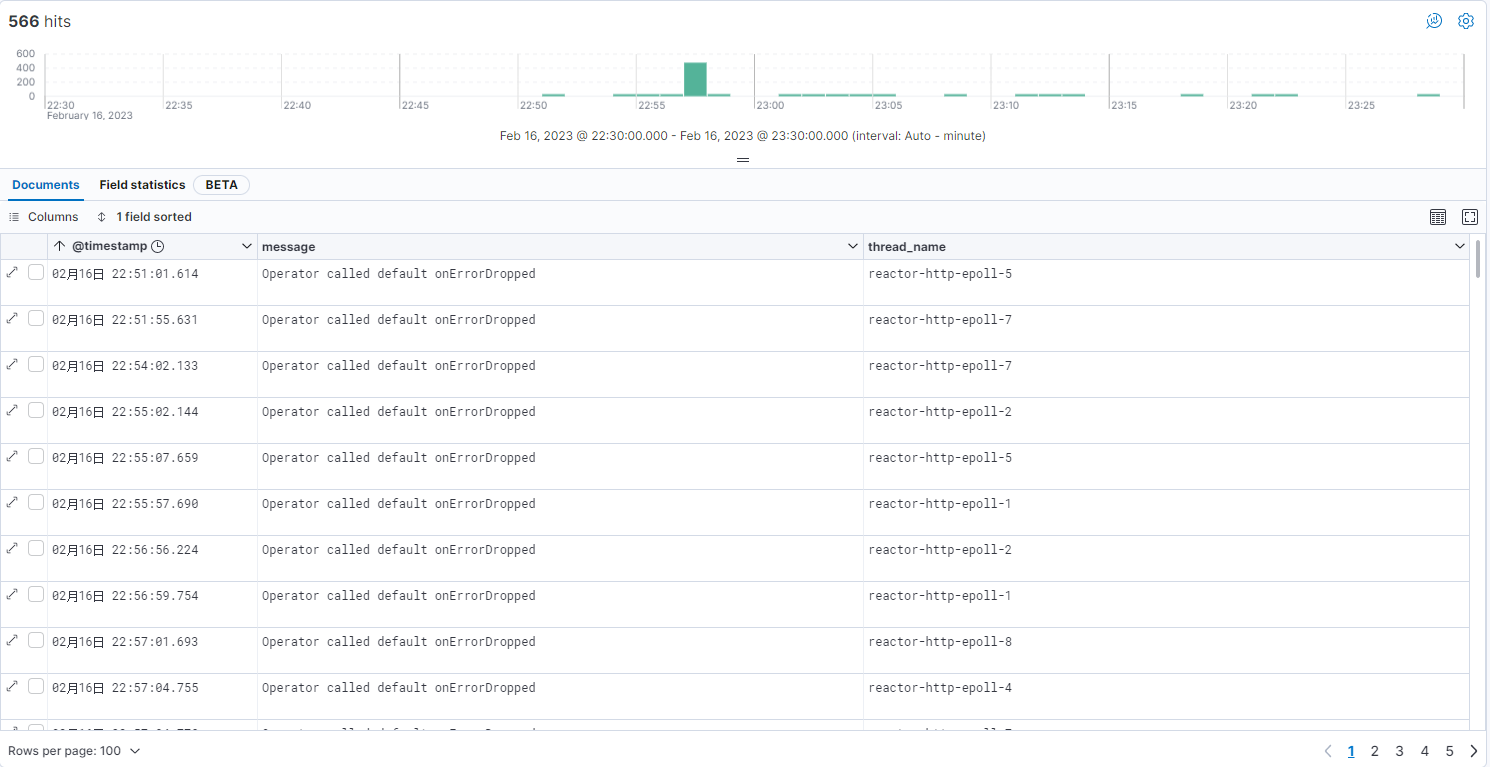 566 hits
600
400
200
0
22:30 22:35 22:40 22:45 22:50 22:55 23:00 23:05 23:10 23:15 23:20 23:25
February 16, 2023
Feb 16, 2023 @ 22:30:00.000 - Feb 16, 2023 @ 23:30:00.000 (interval: Auto - minute)
Documents Field statistics BETA
Columns 1 field sorted
@timestamp message thread_name
02月16日 22:51:01.614 Operator called default onErrorDropped reactor-http-epoll-5
02月16日 22:51:55.631 Operator called default onErrorDropped reactor-http-epoll-7
02月16日 22:54:02.133 Operator called default onErrorDropped reactor-http-epoll-7
02月16日 22:55:02.144 Operator called default onErrorDropped reactor-http-epoll-2
02月16日 22:55:07.659 Operator called default onErrorDropped reactor-http-epoll-5
02月16日 22:55:57.690 Operator called default onErrorDropped reactor-http-epoll-1
02月16日 22:56:56.224 Operator called default onErrorDropped reactor-http-epoll-2
02月16日 22:56:59.754 Operator called default onErrorDropped reactor-http-epoll-1
02月16日 22:57:01.693 Operator called default onErrorDropped reactor-http-epoll-8
02月16日 22:57:04.755 Operator called default onErrorDropped reactor-http-epoll-4
Rows per page: 100 1 2 3 4 5